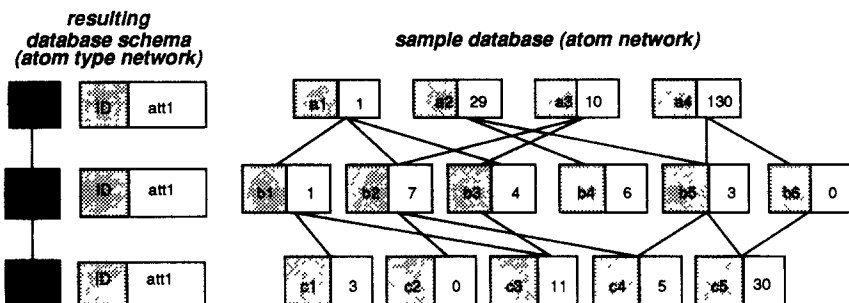 resulting
database schema
(atom type network)
sample database (atom network)
ID att1
a1 1
a2 29
a3 10
a4 130
ID att1
b1 1
b2 7
b3 4
b4 6
b5 3
b6 0
ID att1
c1 3
c2 0
c3 11
c4 5
c5 30